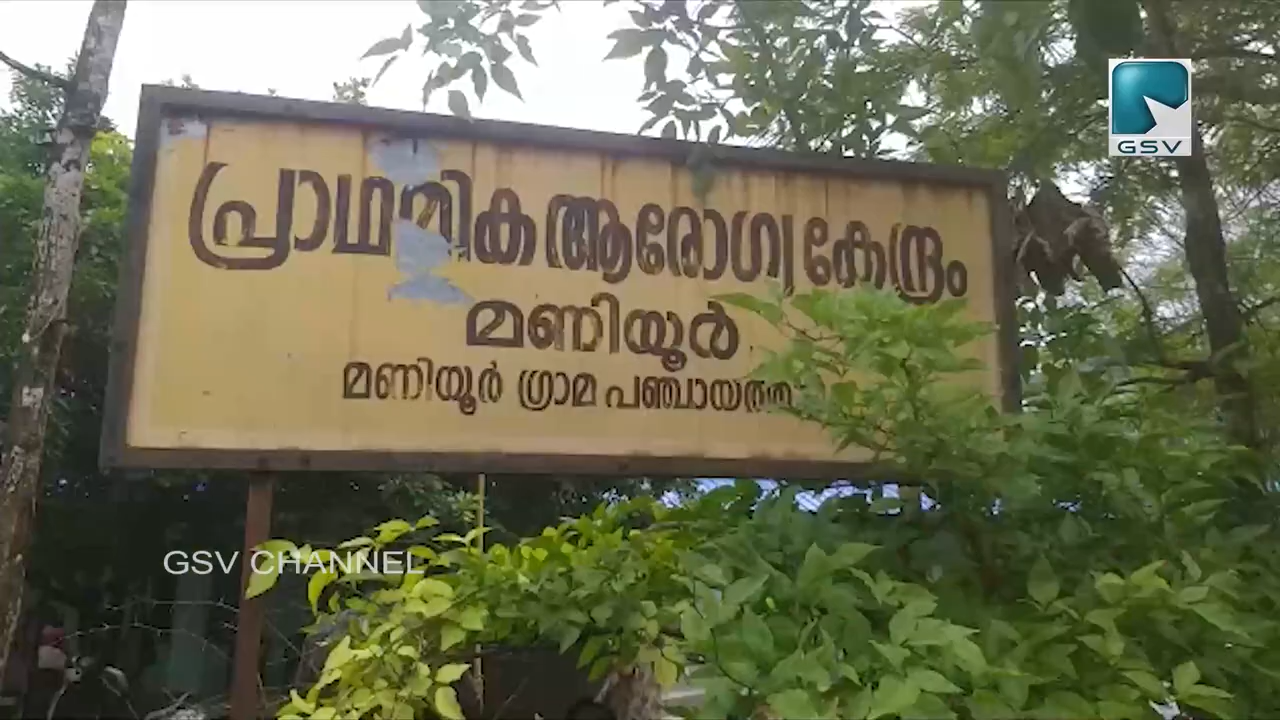 GSV
പ്രാഥമിക ആരോഗ്യ കേന്ദ്രം
മണിയൂർ
മണിയൂർ ഗ്രാമ പഞ്ചായത്ത്
GSV CHANNEL